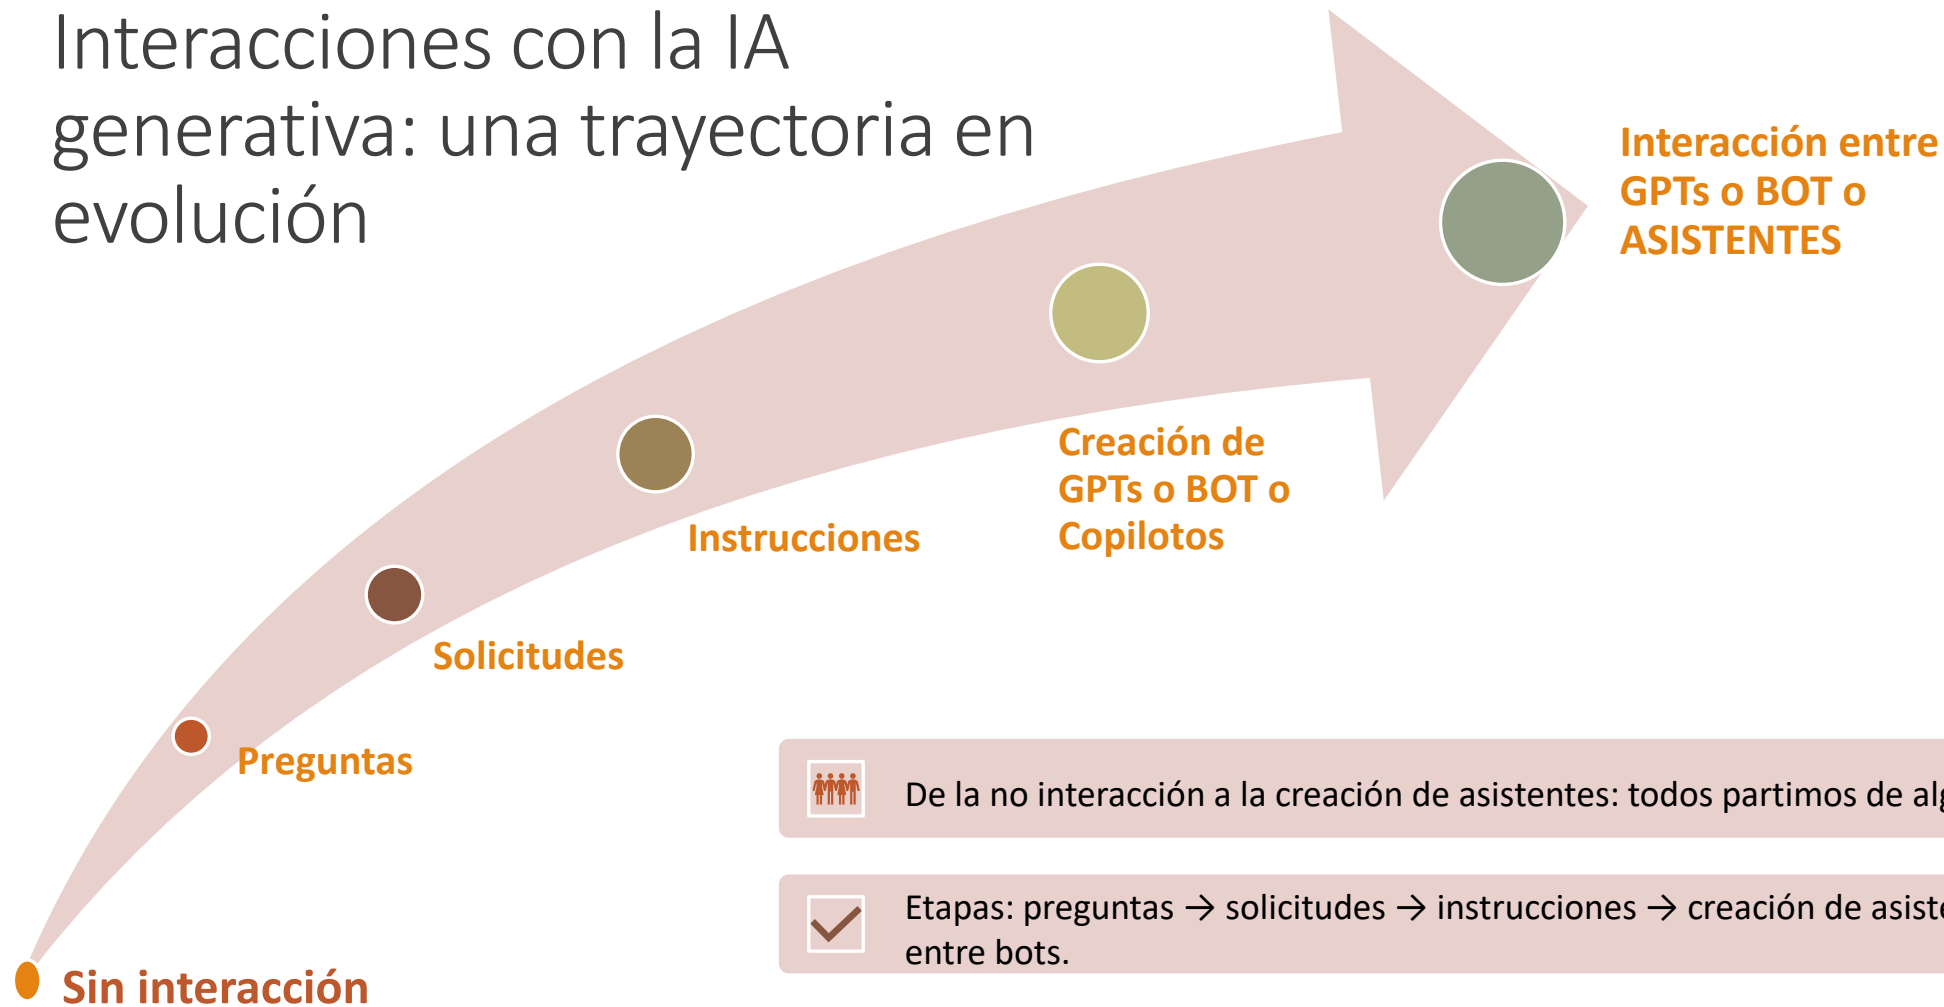 Interacciones con la IA
generativa: una trayectoria en
evolución
Interacción entre
GPTs o BOT o
ASISTENTES
Creación de
GPTs o BOT o
Copilotos
Instrucciones
Solicitudes
Preguntas
Sin interacción
De la no interacción a la creación de asistentes: todos partimos de
Etapas: preguntas → solicitudes → instrucciones → creación de
entre bots.